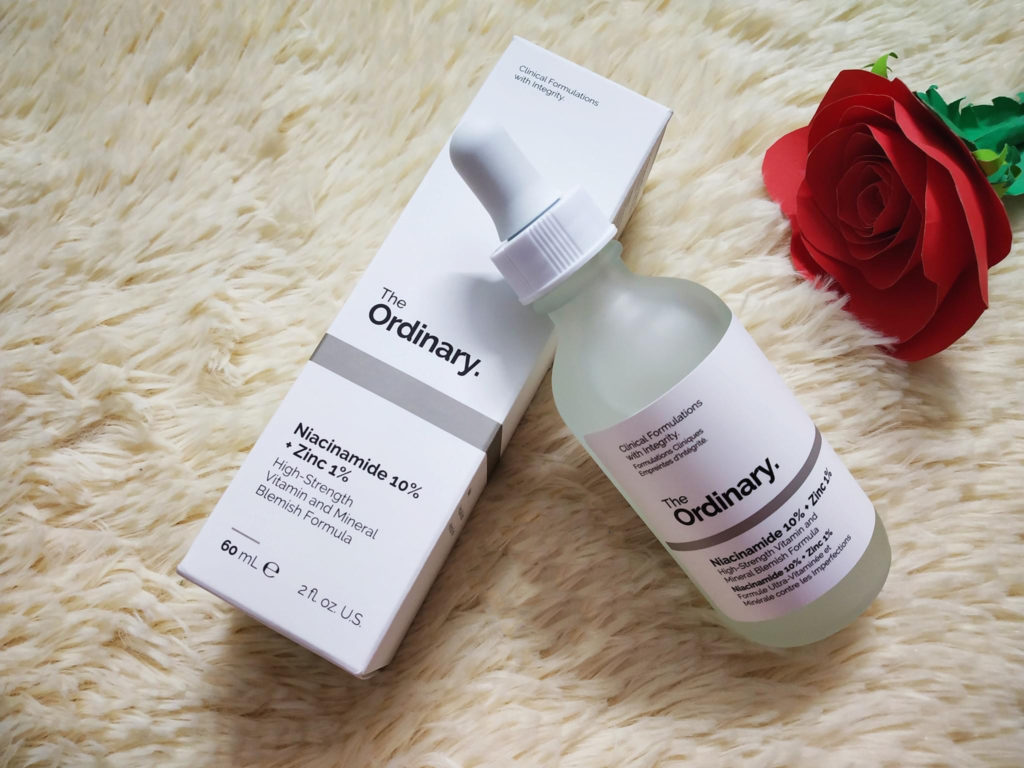 Clinical Formulations
with Integrity.
The
Ordinary.
Niacinamide 10%
+ Zinc 1%
High-Strength
Vitamin and Mineral
Blemish Formula
60 mL ℮
2 fl. oz. U.S.
Clinical Formulations
with Integrity.
Formulations Cliniques
Empreintes d'Intégrité.
The
Ordinary.
Niacinamide 10% + Zinc 1%
High-Strength Vitamin and
Mineral Blemish Formula
Niacinamide 10% + Zinc 1%
Formule Ultra-Vitaminée et
Minérale contre les Imperfections